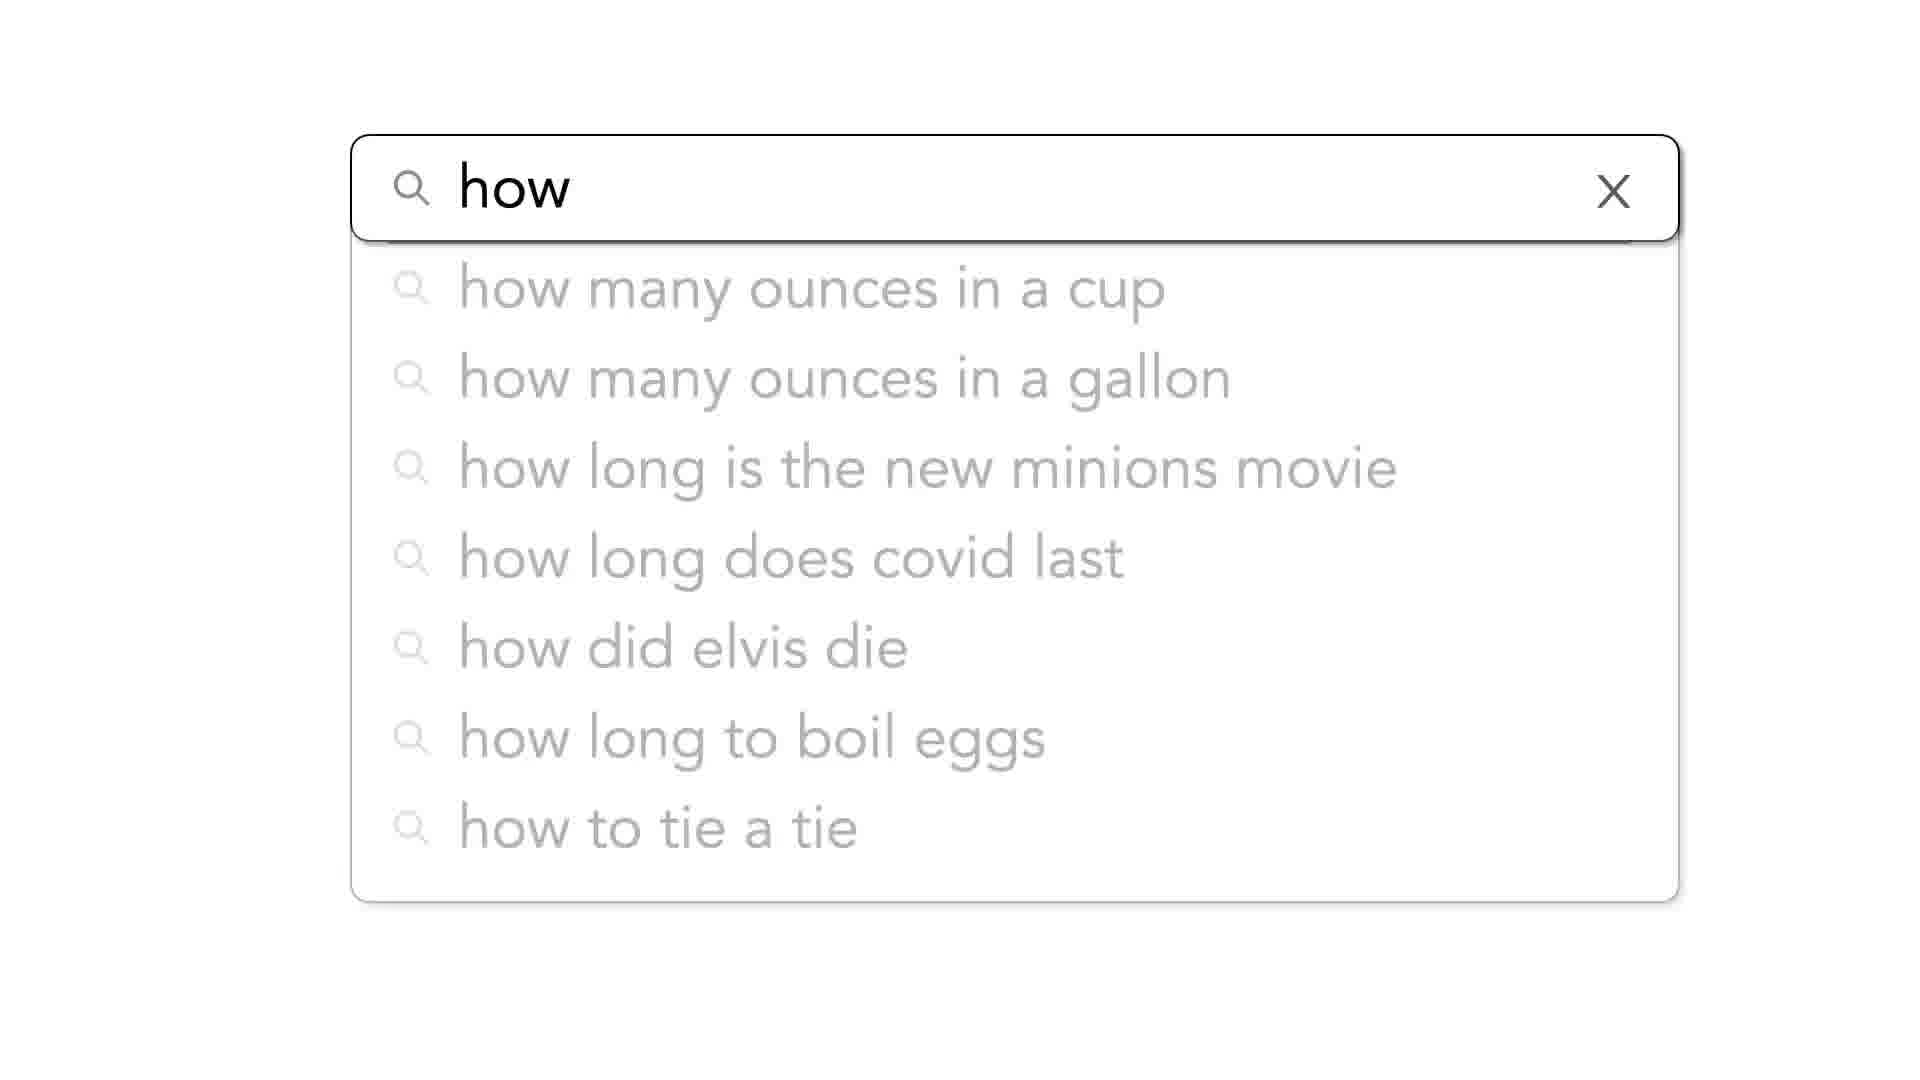 how X
how many ounces in a cup
how many ounces in a gallon
how long is the new minions movie
how long does covid last
how did elvis die
how long to boil eggs
how to tie a tie